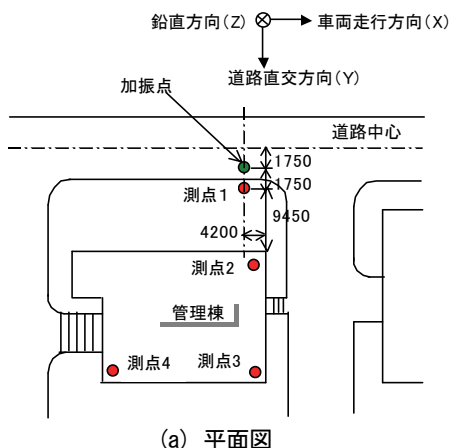 鉛直方向(Z)
車両走行方向(X)
道路直交方向(Y)
加振点
道路中心
1750
測点1
1750
9450
4200
測点2
管理棟
測点4
測点3
(a) 平面図